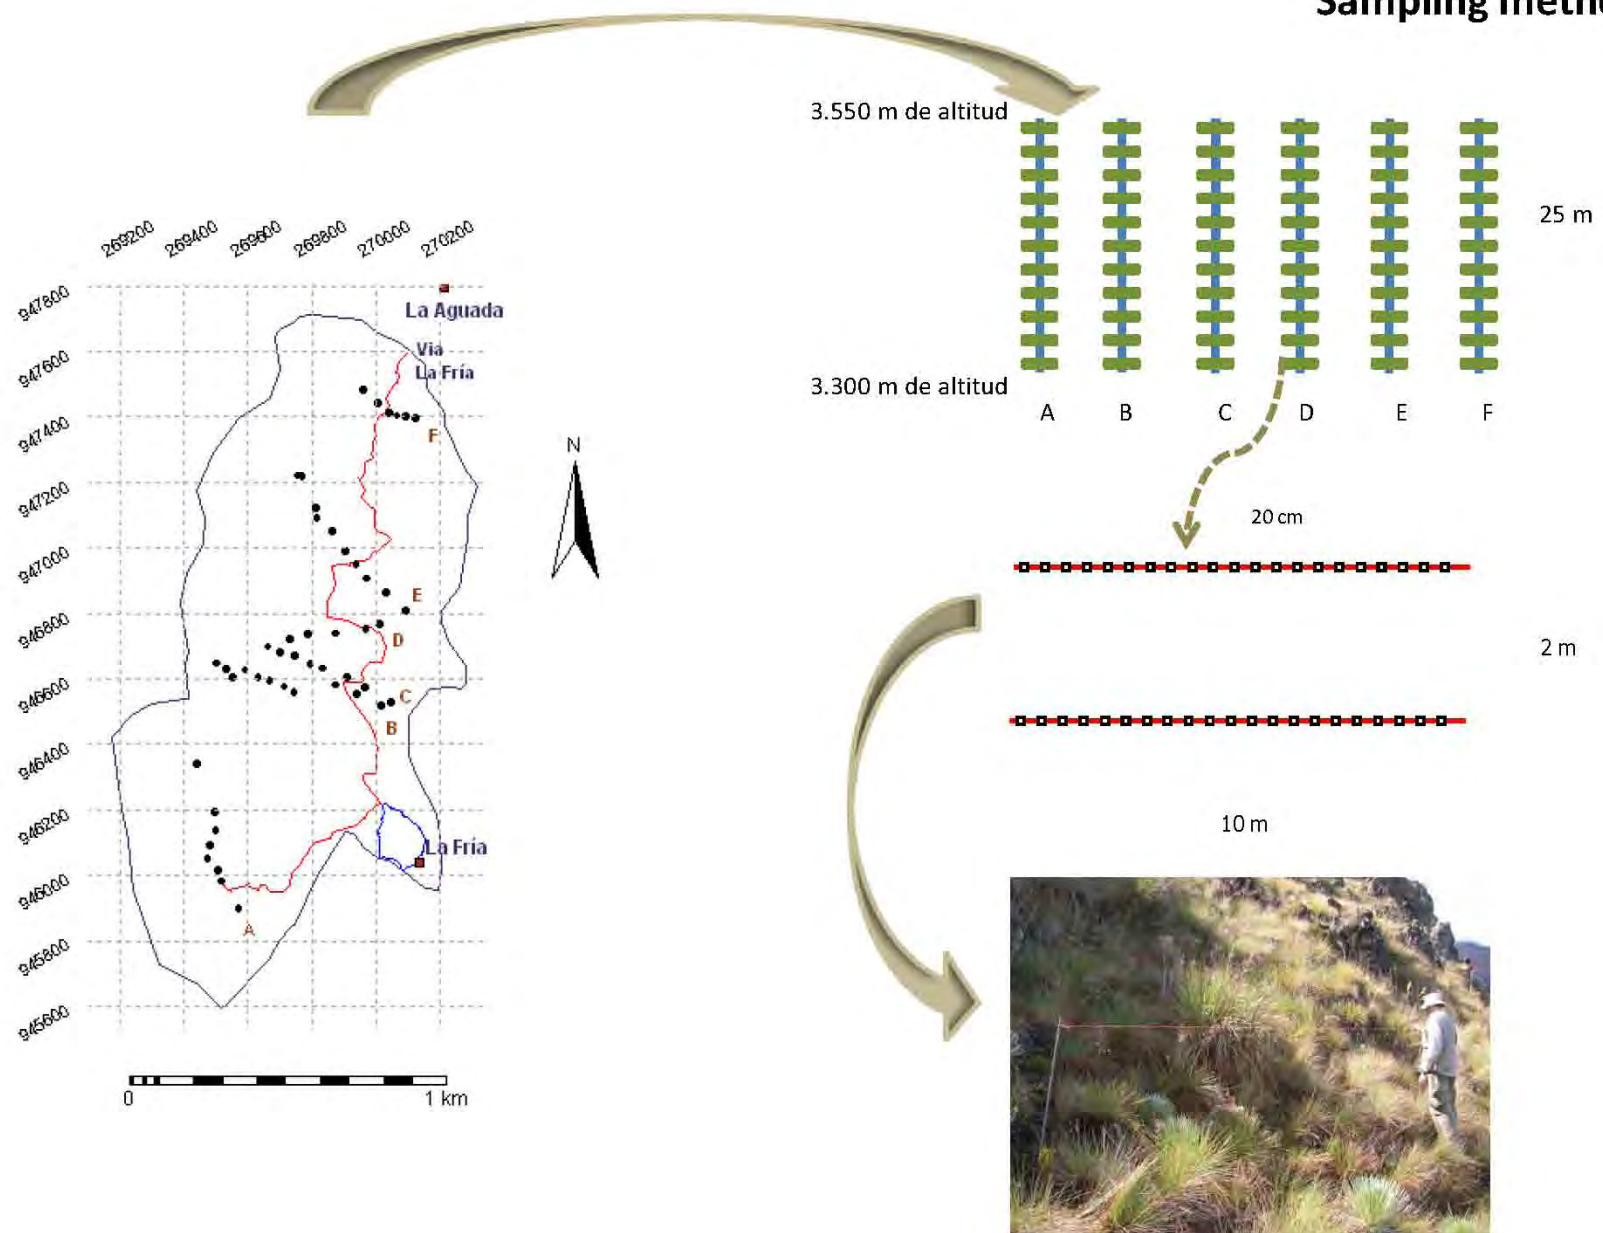 Sampling meth
3.550 m de altitud
25 m
3.300 m de altitud
A B C D E F
269200 269400 269600 269800 270000 270200
947800
La Aguada
947600
Via
La Fría
947400
F
N
947200
20 cm
947000
E
946800
D
2 m
946600
C
B
946400
946200
10 m
La Fría
946000
A
945800
945600
0 1 km